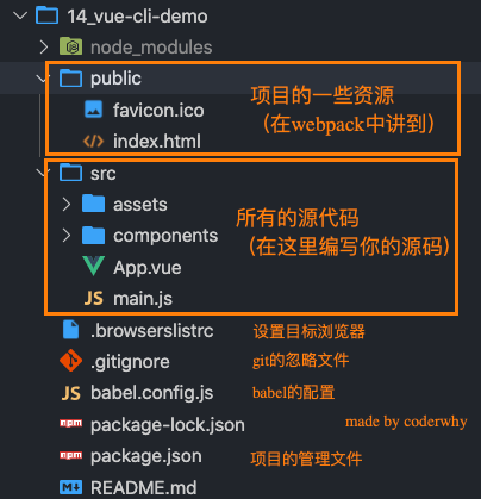 14_vue-cli-demo
node_modules
public
favicon.ico
index.html
项目的一些资源
（在webpack中讲到）
src
assets
components
App.vue
main.js
所有的源代码
（在这里编写你的源码)
.browserslistrc 设置目标浏览器
.gitignore git的忽略文件
JS babel.config.js babel的配置
npm package-lock.json made by coderwhy
npm package.json 项目的管理文件
README.md